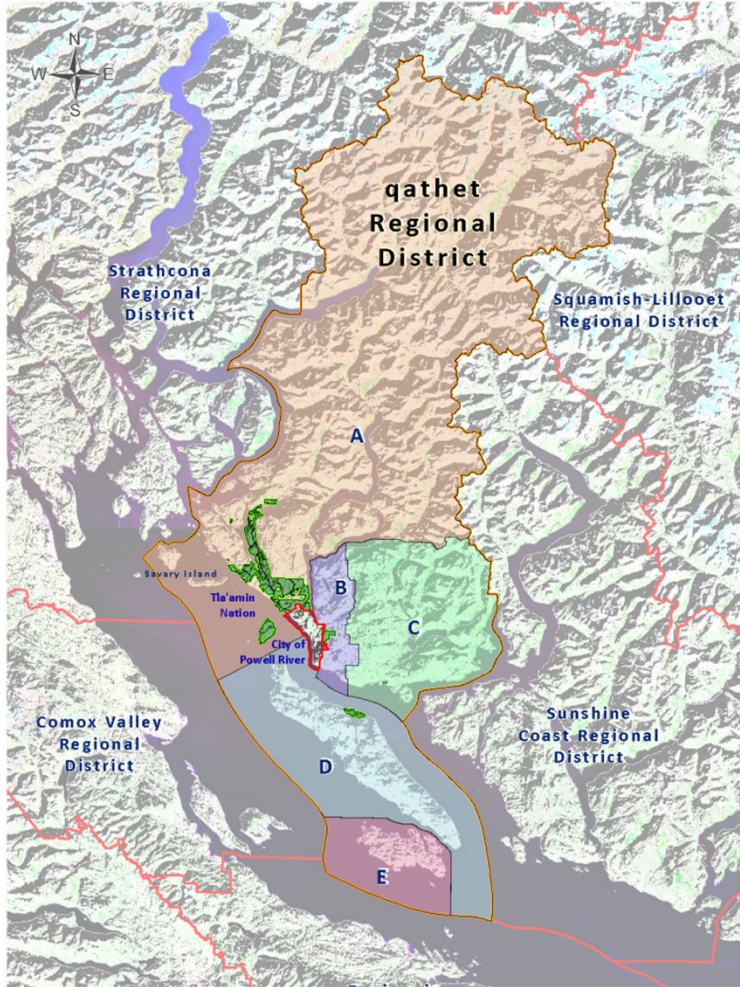 N
W E
S
qathet
Regional
District
Strathcona
Regional
District
Squamish-Lillooet
Regional District
A
Savary Island
B
Tla'amin
Nation
C
City of
Powell River
Comox Valley
Regional
District
Sunshine
Coast Regional
District
D
E